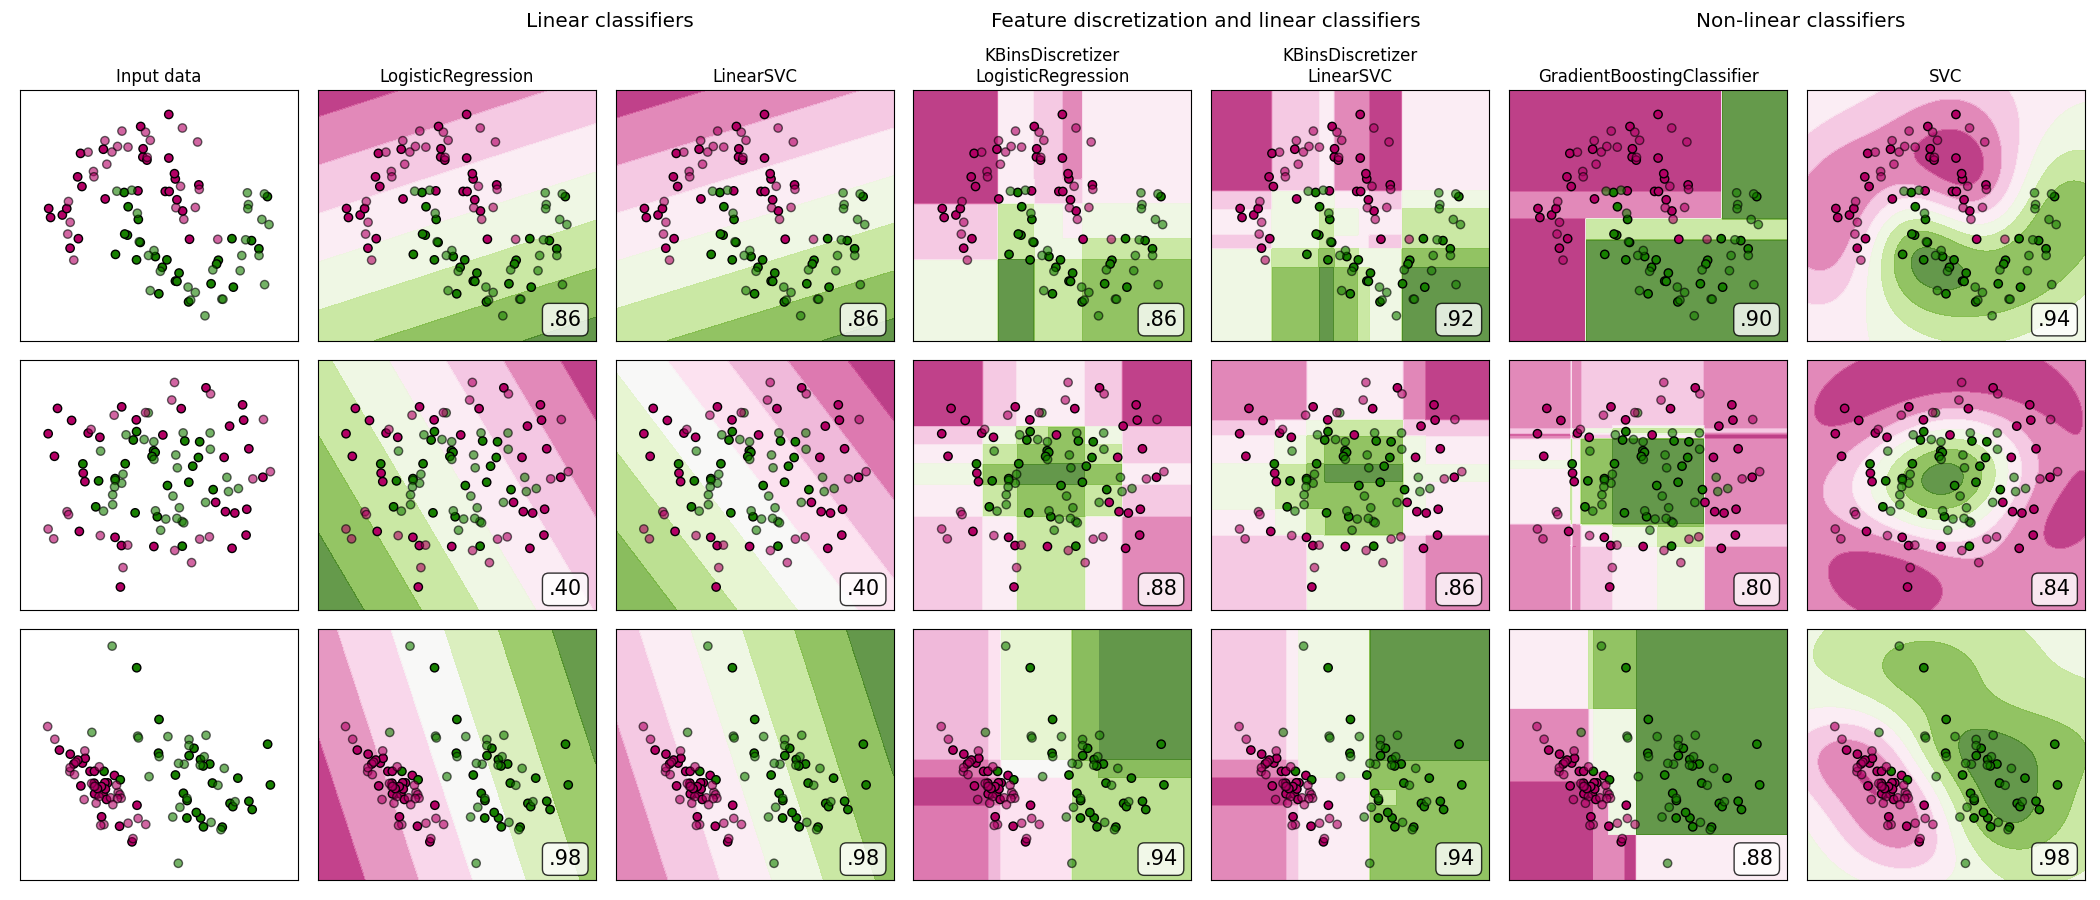 Linear classifiers
Feature discretization and linear classifiers
Non-linear classifiers
Input data
LogisticRegression
LinearSVC
KBinsDiscretizer
LogisticRegression
KBinsDiscretizer
LinearSVC
GradientBoostingClassifier
SVC
.86
.86
.86
.92
.90
.94
.40
.40
.88
.86
.80
.84
.98
.98
.94
.94
.88
.98